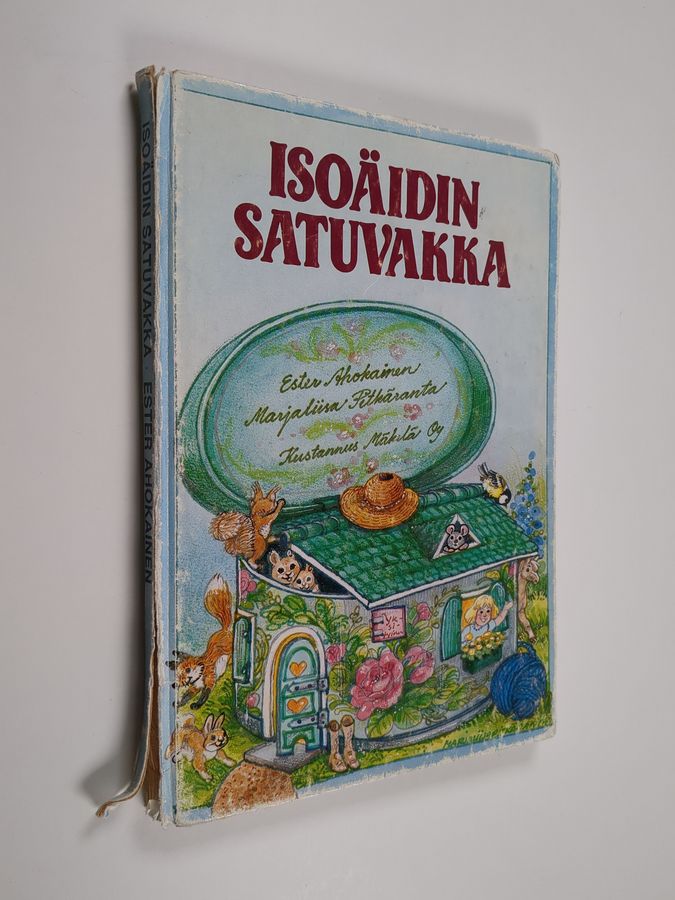 ISOÄIDIN
SATUVAKKA
Ester Ahokainen
Marjaliisa Pitkäranta
Kustannus Mäkelä Oy
ISOÄIDIN SATUVAKKA · ESTER AHOKAINEN